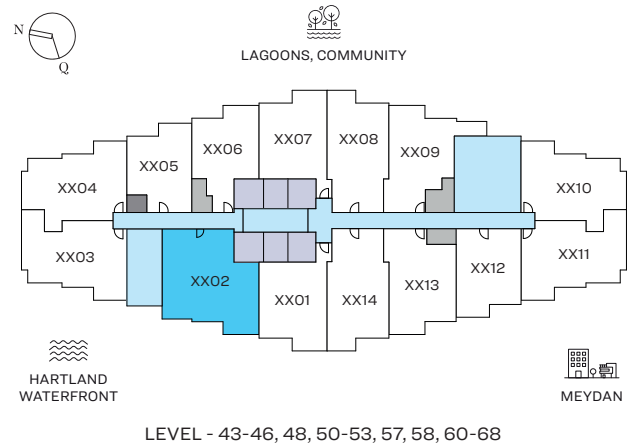 N
Q
LAGOONS, COMMUNITY
XX07
XX08
XX06
XX09
XX05
XX04
XX10
XX03
XX11
XX02
XX12
XX13
XX01
XX14
HARTLAND
WATERFRONT
MEYDAN
LEVEL - 43-46, 48, 50-53, 57, 58, 60-68